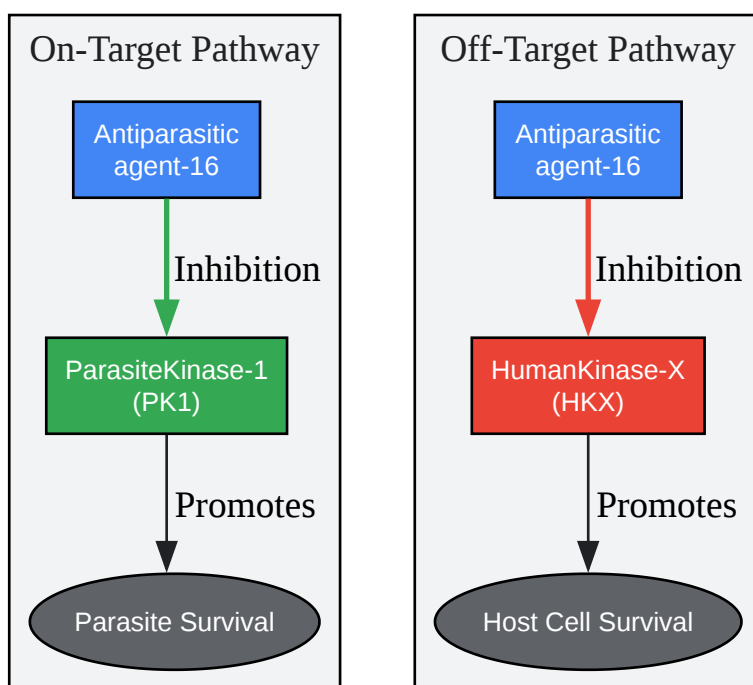 On-Target Pathway
Antiparasitic
agent-16
Inhibition
ParasiteKinase-1
(PK1)
Promotes
Parasite Survival
Off-Target Pathway
Antiparasitic
agent-16
Inhibition
HumanKinase-X
(HKX)
Promotes
Host Cell Survival